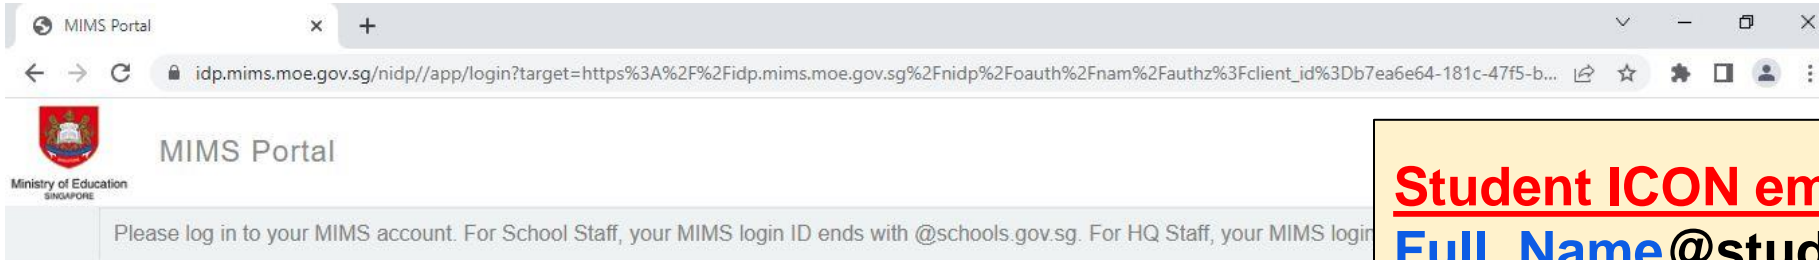 MIMS Portal
idp.mims.moe.gov.sg/nidp//app/login?target=https%3A%2F%2Fidp.mims.moe.gov.sg%2Fnidp%2Foauth%2Fnam%2Fauthz%3Fclient_id%3Db7ea6e64-181c-47f5-b...
MIMS Portal
Ministry of Education
SINGAPORE
Student ICON em
Please log in to your MIMS account. For School Staff, your MIMS login ID ends with @schools.gov.sg. For HQ Staff, your MIMS login
Full_Name@stud